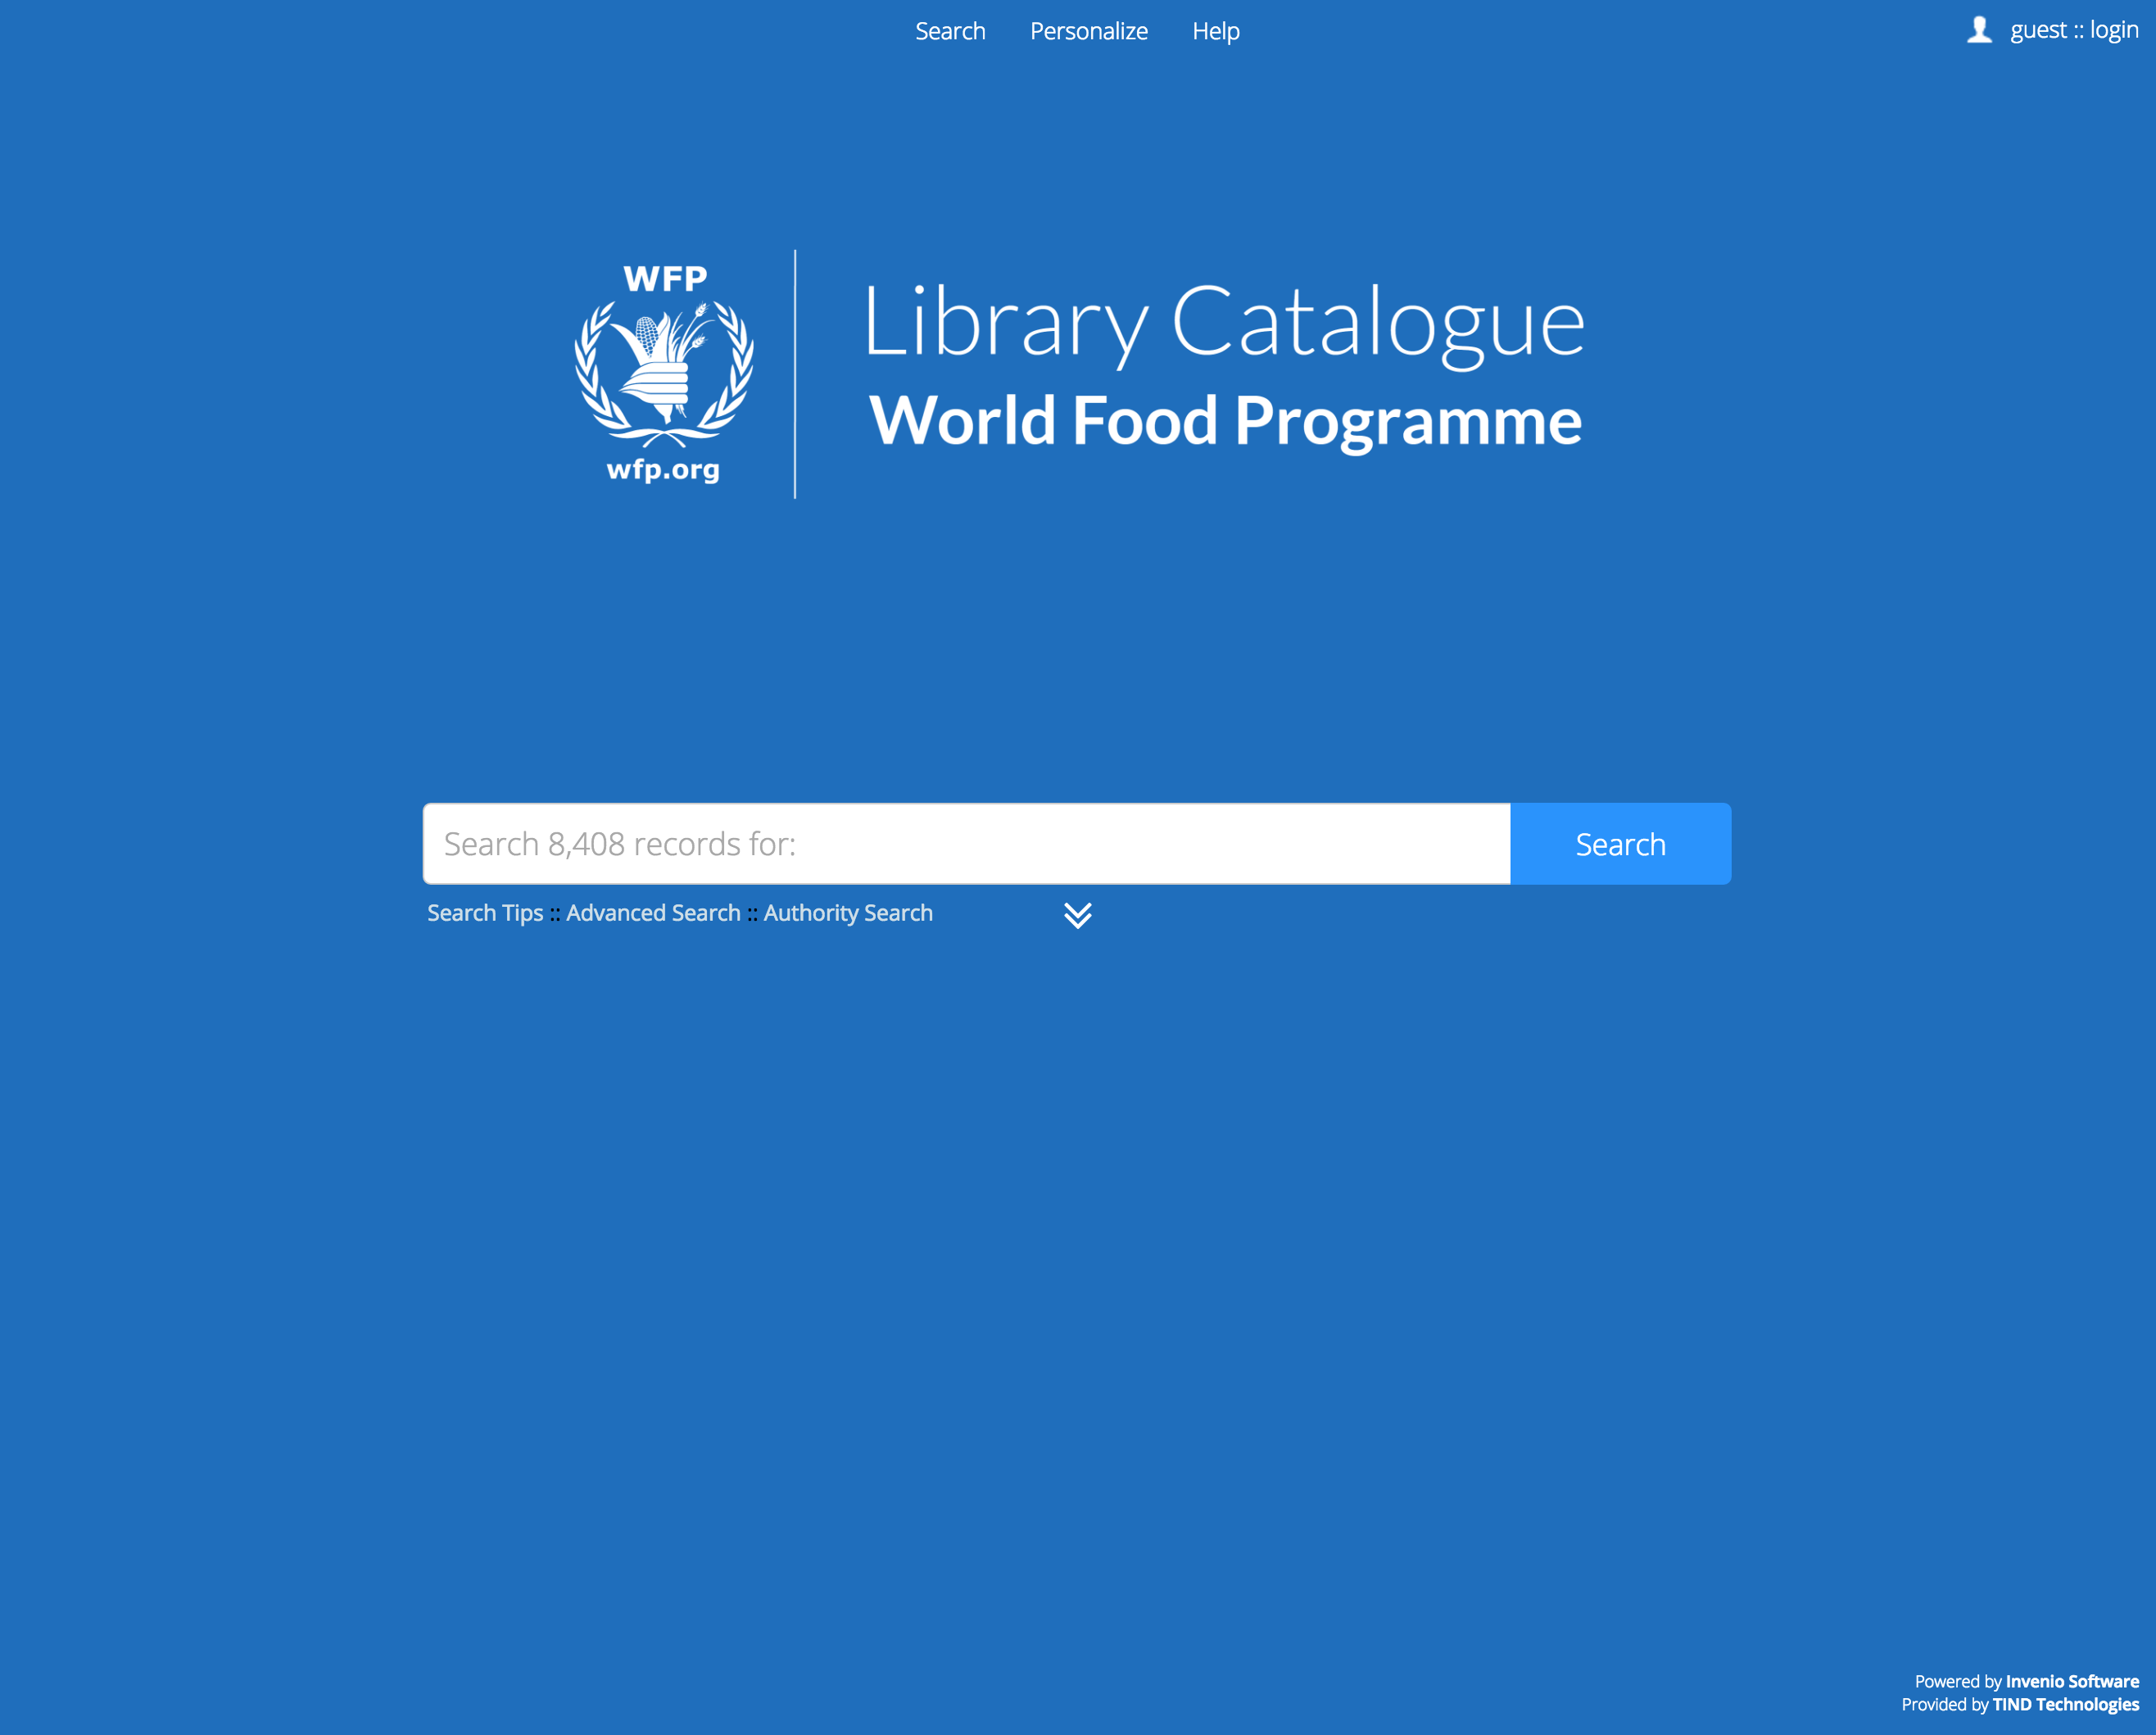 Search Personalize Help
guest :: login
WFP
wfp.org
Library Catalogue
World Food Programme
Search 8,408 records for:
Search
Search Tips :: Advanced Search :: Authority Search
Powered by Invenio Software
Provided by TIND Technologies